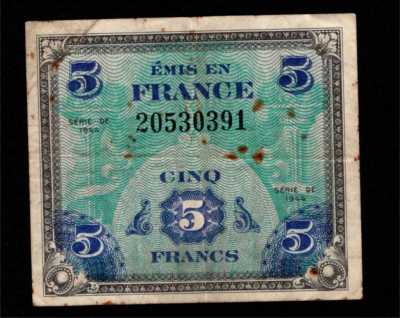 5 ÉMIS EN 5
FRANCE
20530391
SÉRIE DE
1944
CINQ
SÉRIE DE
1944
5
5 FRANCS 5